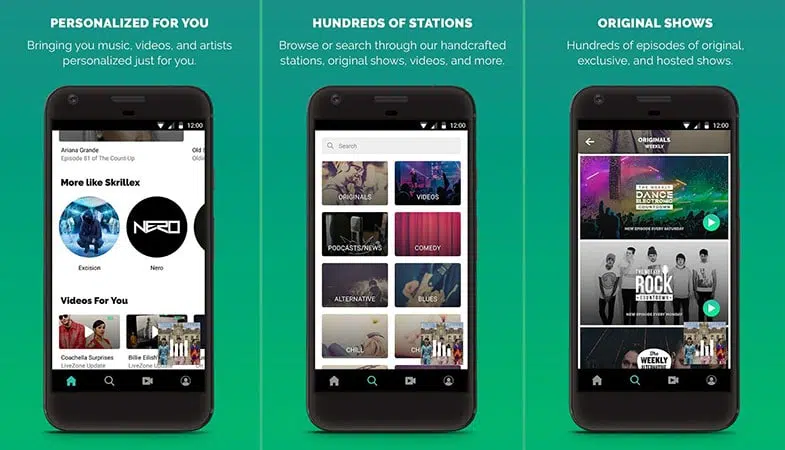 PERSONALIZED FOR YOU
Bringing you music, videos, and artists
personalized just for you.
12:00
Ariana Grande
Episode 81 of The Count-Up
Old
Oldi
More like Skrillex
NERO
Excision
Nero
Videos For You
Coachella Surprises
LiveZone Update
Billie Eilish
LiveZone Update
HUNDREDS OF STATIONS
Browse or search through our handcrafted
stations, original shows, videos, and more.
12:00
Search
ORIGINALS
VIDEOS
PODCASTS/NEWS
COMEDY
ALTERNATIVE
BLUES
CHILL
ORIGINAL SHOWS
Hundreds of episodes of original,
exclusive, and hosted shows.
12:00
ORIGINALS
WEEKLY
THE WEEKLY
DANCE
ELECTRONIC
COUNTDOWN
NEW EPISODE EVERY SATURDAY
THE WEEKLY
ROCK
COUNTDOWN
NEW EPISODE EVERY MONDAY
The
WEEKLY
ALTERNATIVE